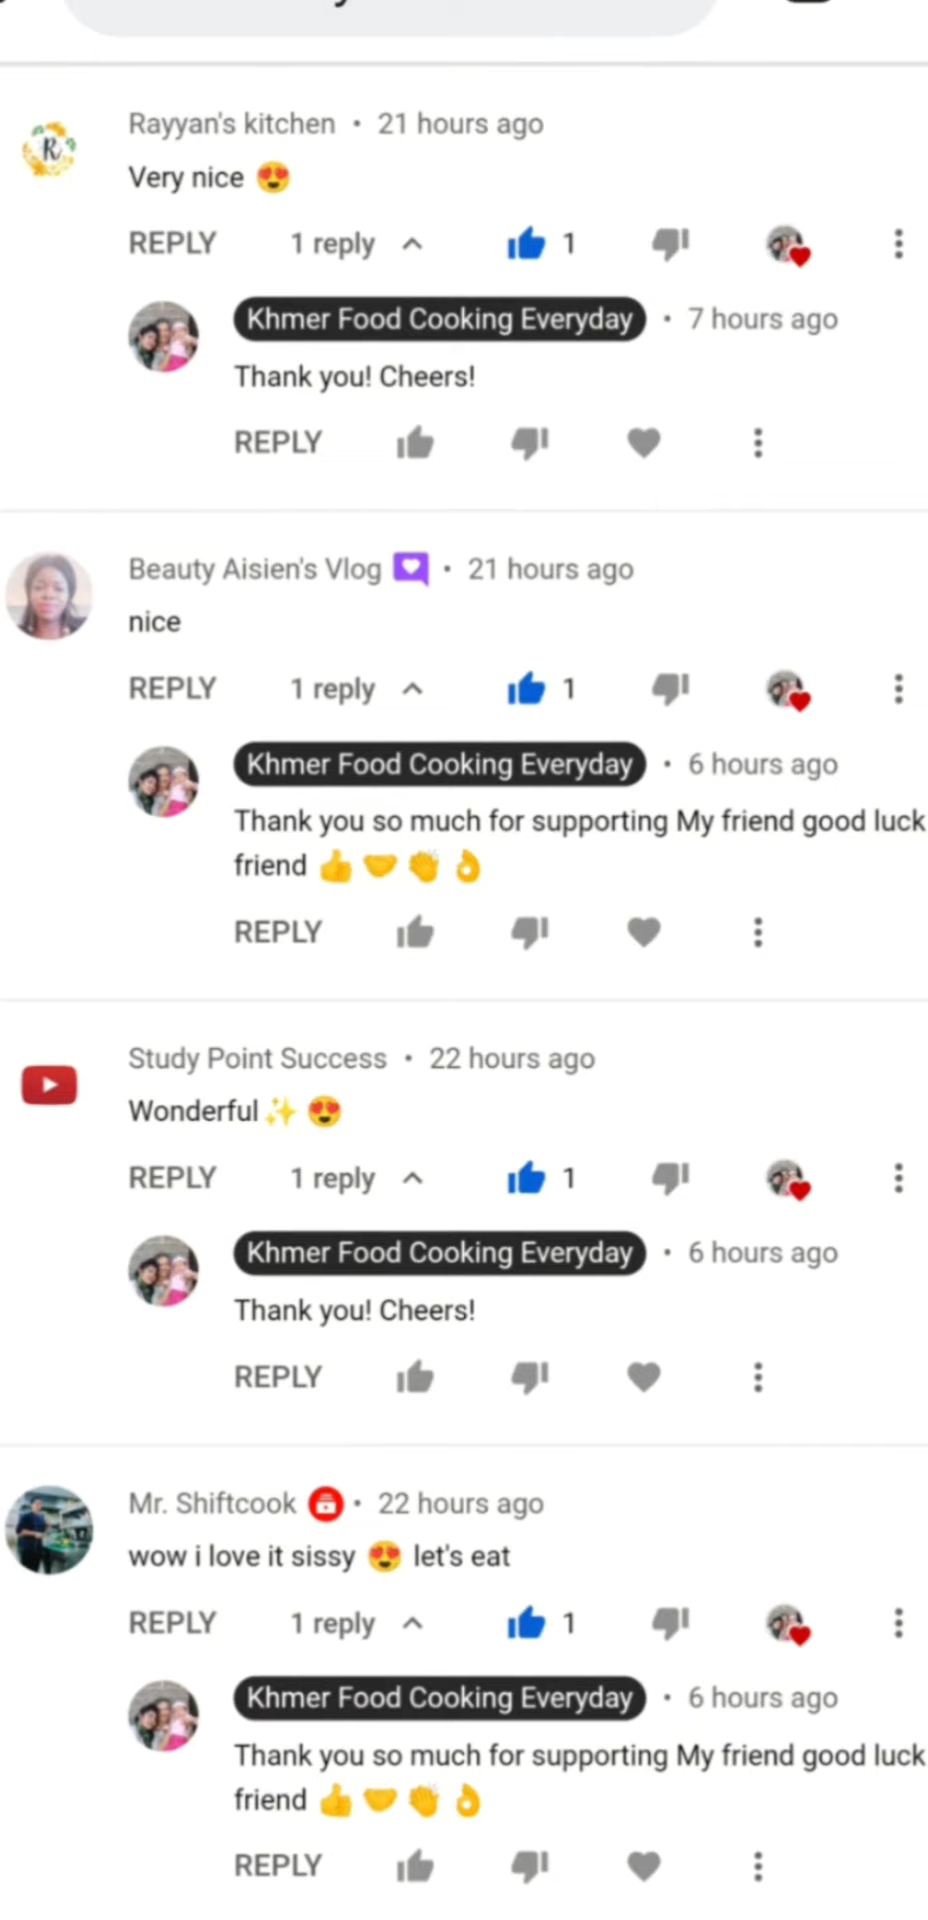 Rayyan's kitchen • 21 hours ago
Very nice 😍
REPLY 1 reply 1
Khmer Food Cooking Everyday • 7 hours ago
Thank you! Cheers!
REPLY
Beauty Aisien's Vlog • 21 hours ago
nice
REPLY 1 reply 1
Khmer Food Cooking Everyday • 6 hours ago
Thank you so much for supporting My friend good luck
friend 👍🤝👏👌
REPLY
Study Point Success • 22 hours ago
Wonderful✨😍
REPLY 1 reply 1
Khmer Food Cooking Everyday • 6 hours ago
Thank you! Cheers!
REPLY
Mr. Shiftcook • 22 hours ago
wow i love it sissy 😍 let's eat
REPLY 1 reply 1
Khmer Food Cooking Everyday • 6 hours ago
Thank you so much for supporting My friend good luck
friend 👍🤝👏👌
REPLY